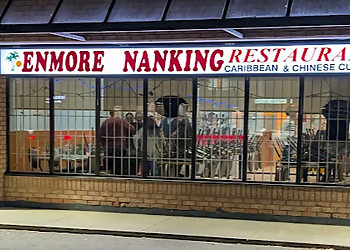 ENMORE NANKING RESTAURA
CARIBBEAN & CHINESE CU